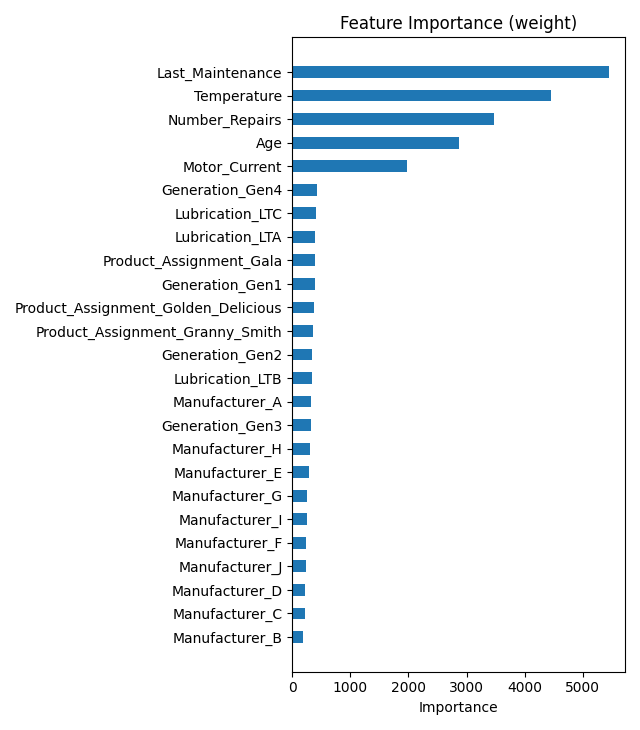 Feature Importance (weight)
Last_Maintenance
Temperature
Number_Repairs
Age
Motor_Current
Generation_Gen4
Lubrication_LTC
Lubrication_LTA
Product_Assignment_Gala
Generation_Gen1
Product_Assignment_Golden_Delicious
Product_Assignment_Granny_Smith
Generation_Gen2
Lubrication_LTB
Manufacturer_A
Generation_Gen3
Manufacturer_H
Manufacturer_E
Manufacturer_G
Manufacturer_I
Manufacturer_F
Manufacturer_J
Manufacturer_D
Manufacturer_C
Manufacturer_B
0 1000 2000 3000 4000 5000
Importance